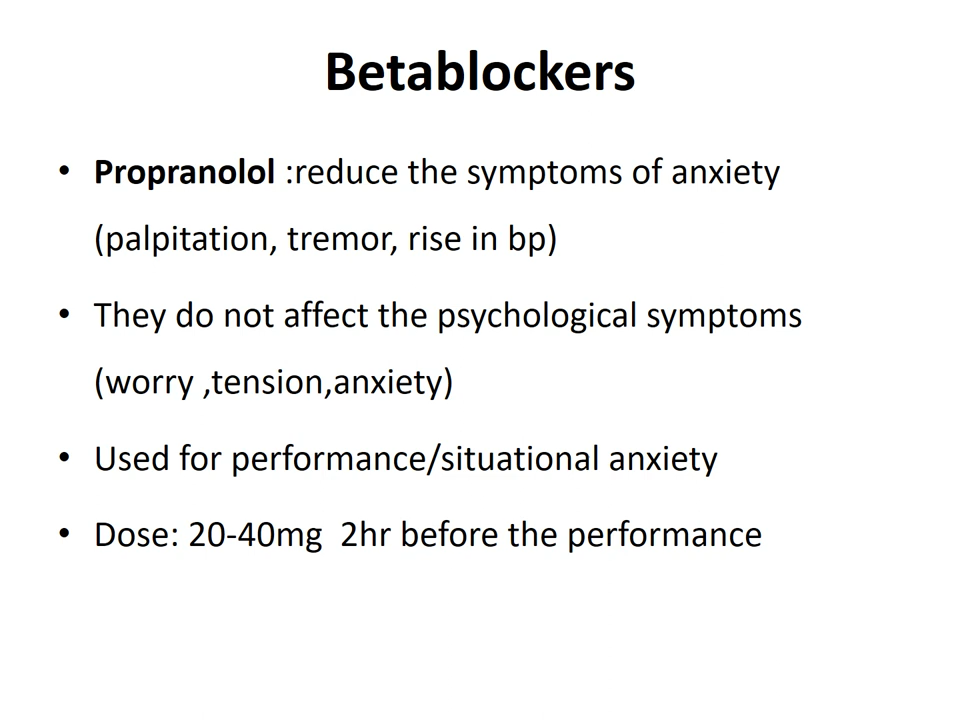 Betablockers
• Propranolol :reduce the symptoms of anxiety
(palpitation, tremor, rise in bp)
• They do not affect the psychological symptoms
(worry ,tension,anxiety)
• Used for performance/situational anxiety
• Dose: 20-40mg  2hr before the performance